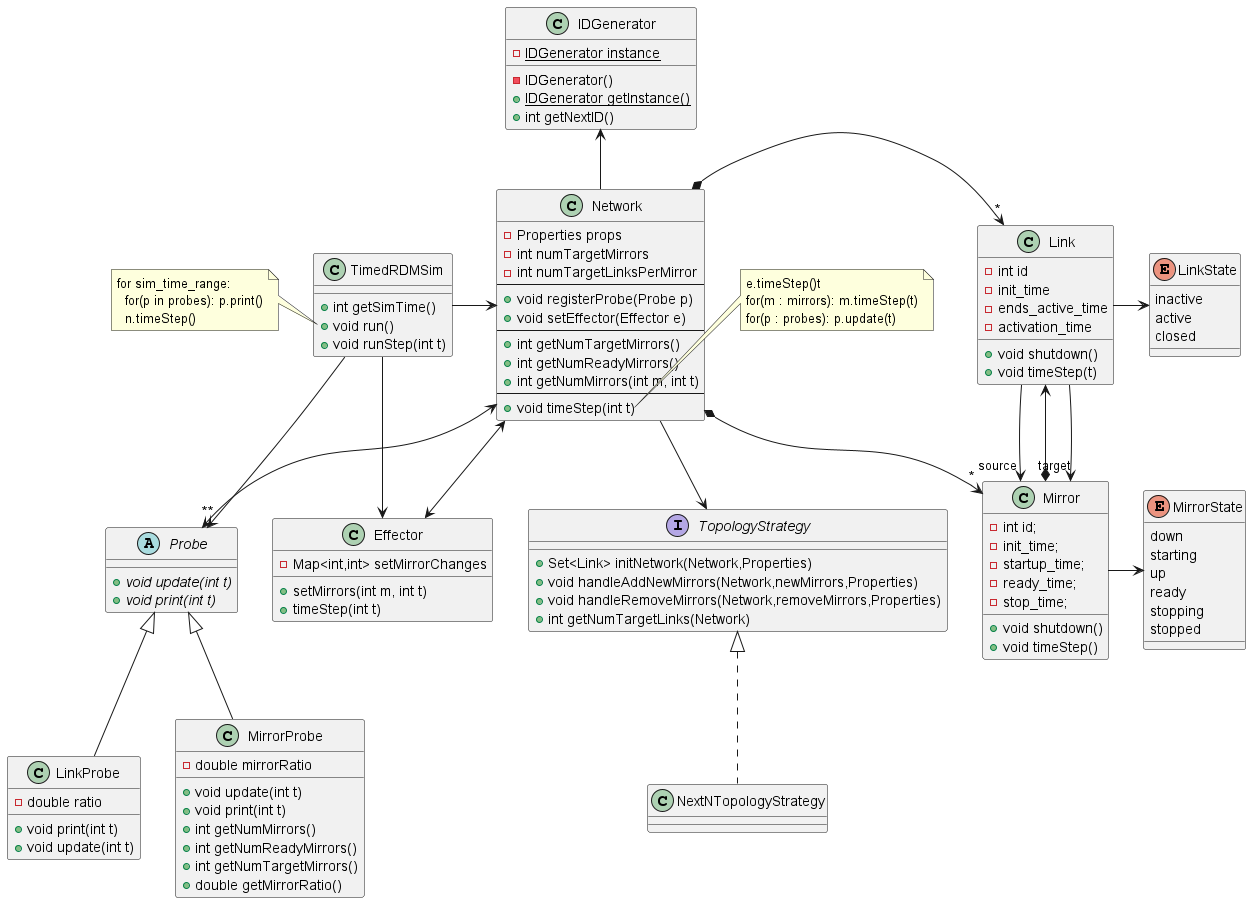 IDGenerator
IDGenerator instance
IDGenerator()
IDGenerator getInstance()
int getNextID()
Network
Properties props
int numTargetMirrors
int numTargetLinksPerMirror
void registerProbe(Probe p)
void setEffector(Effector e)
int getNumTargetMirrors()
int getNumReadyMirrors()
int getNumMirrors(int m, int t)
void timeStep(int t)
for sim_time_range:
for(p in probes): p.print()
n.timeStep()
TimedRDMSim
int getSimTime()
void run()
void runStep(int t)
e.timeStep()t
for(m : mirrors): m.timeStep(t)
for(p : probes): p.update(t)
*
Link
int id
init_time
ends_active_time
activation_time
void shutdown()
void timeStep(t)
LinkState
inactive
active
closed
source
target
*
**
Probe
void update(int t)
void print(int t)
Effector
Map<int,int> setMirrorChanges
setMirrors(int m, int t)
timeStep(int t)
TopologyStrategy
Set<Link> initNetwork(Network,Properties)
void handleAddNewMirrors(Network,newMirrors,Properties)
void handleRemoveMirrors(Network,removeMirrors,Properties)
int getNumTargetLinks(Network)
Mirror
int id;
init_time;
startup_time;
ready_time;
stop_time;
void shutdown()
void timeStep()
MirrorState
down
starting
up
ready
stopping
stopped
LinkProbe
double ratio
void print(int t)
void update(int t)
MirrorProbe
double mirrorRatio
void update(int t)
void print(int t)
int getNumMirrors()
int getNumReadyMirrors()
int getNumTargetMirrors()
double getMirrorRatio()
NextNTopologyStrategy